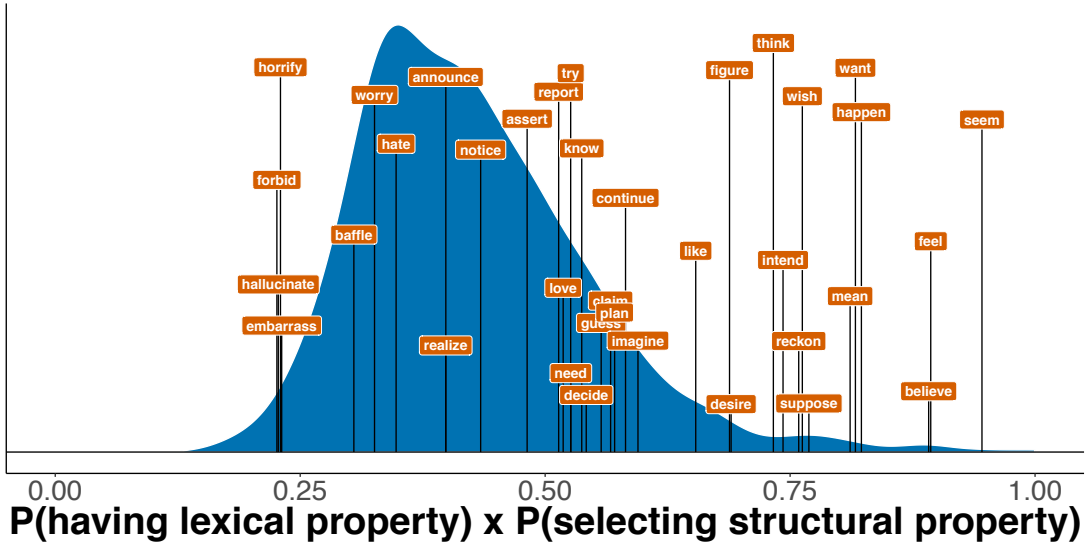 think
horrify
want
figure
try
announce
report
worry
wish
happen
assert
seem
hate
know
notice
forbid
continue
baffle
feel
like
intend
hallucinate
love
mean
claim
plan
guess
embarrass
imagine
reckon
realize
need
believe
decide
desire
suppose
0.00 0.25 0.50 0.75 1.00
P(having lexical property) x P(selecting structural property)